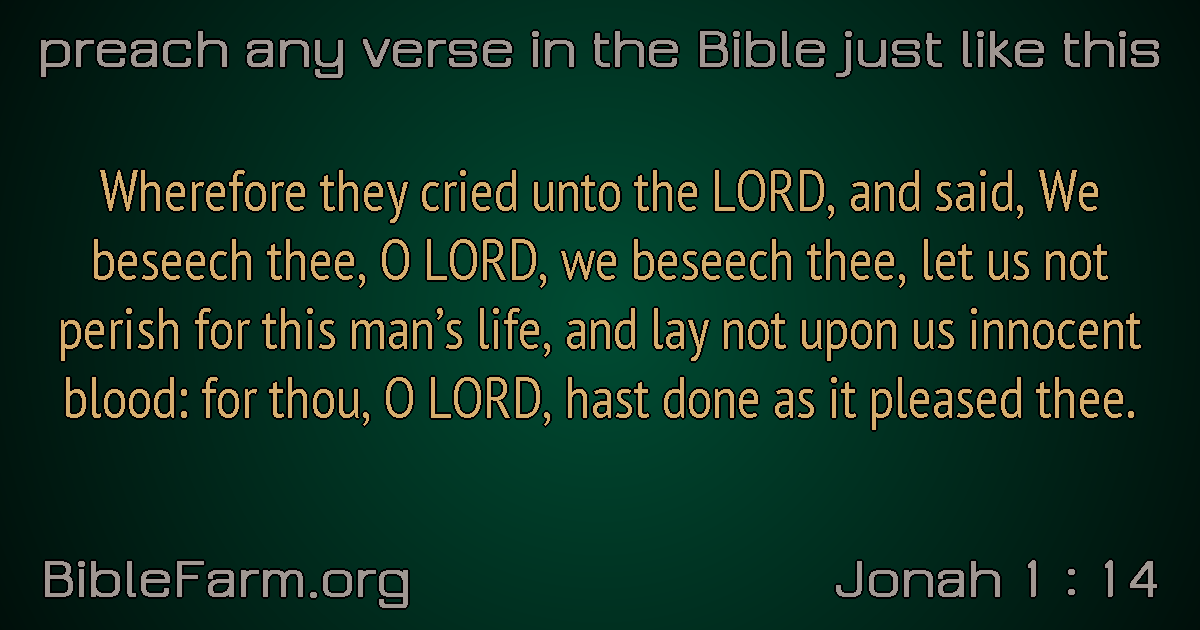 preach any verse in the Bible just like this
Wherefore they cried unto the LORD, and said, We
beseech thee, O LORD, we beseech thee, let us not
perish for this man’s life, and lay not upon us innocent
blood: for thou, O LORD, hast done as it pleased thee.
BibleFarm.org
Jonah 1 : 14